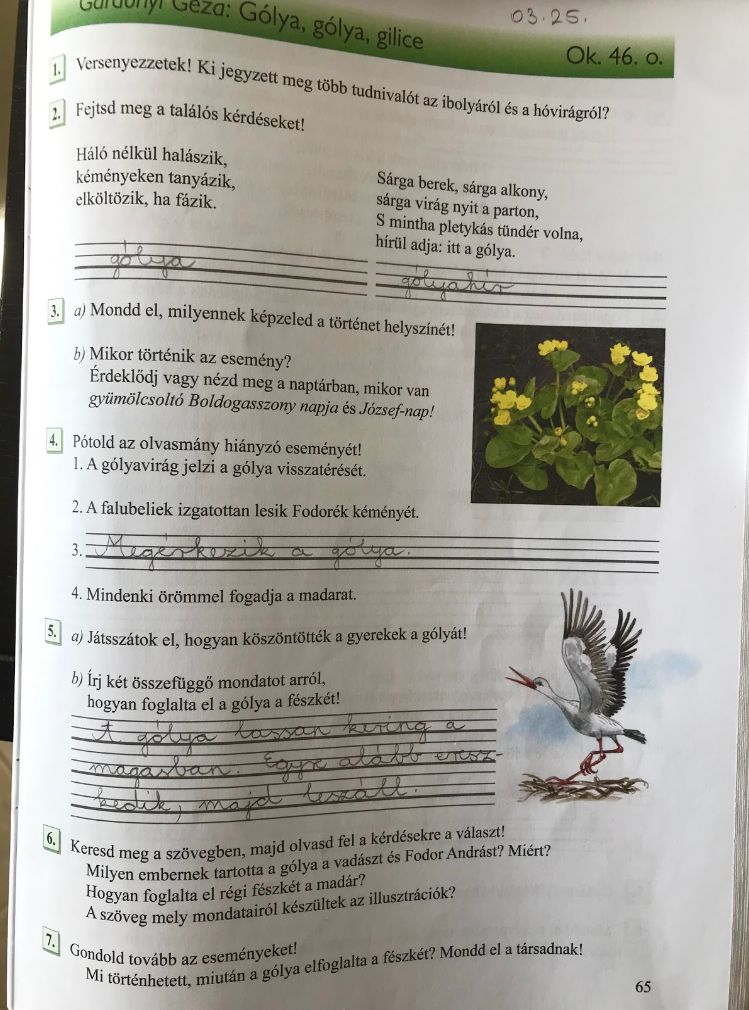 Gárdonyi Géza: Gólya, gólya, gilice
03.25.
Ok. 46. o.
1. Versenyezzetek! Ki jegyzett meg több tudnivalót az ibolyáról és a hóvirágról?
2. Fejtsd meg a találós kérdéseket!
Háló nélkül halászik,
kéményeken tanyázik,
elköltözik, ha fázik.
gólya
Sárga berek, sárga alkony,
sárga virág nyit a parton,
S mintha pletykás tündér volna,
hírül adja: itt a gólya.
gólyahír
3. a) Mondd el, milyennek képzeled a történet helyszínét!
b) Mikor történik az esemény?
Érdeklődj vagy nézd meg a naptárban, mikor van
gyümölcsoltó Boldogasszony napja és József-nap!
4. Pótold az olvasmány hiányzó eseményét!
1. A gólyavirág jelzi a gólya visszatérését.
2. A falubeliek izgatottan lesik Fodorék kéményét.
3. Megérkezik a gólya.
4. Mindenki örömmel fogadja a madarat.
5. a) Játsszátok el, hogyan köszöntötték a gyerekek a gólyát!
b) Írj két összefüggő mondatot arról,
hogyan foglalta el a gólya a fészkét!
A gólya lassan kering a
magasban. Egyre alább eresz-
kedik, majd leszáll.
6. Keresd meg a szövegben, majd olvasd fel a kérdésekre a választ!
Milyen embernek tartotta a gólya a vadászt és Fodor Andrást? Miért?
Hogyan foglalta el régi fészkét a madár?
A szöveg mely mondatairól készültek az illusztrációk?
7. Gondold tovább az eseményeket!
Mi történhetett, miután a gólya elfoglalta a fészkét? Mondd el a társadnak!
65